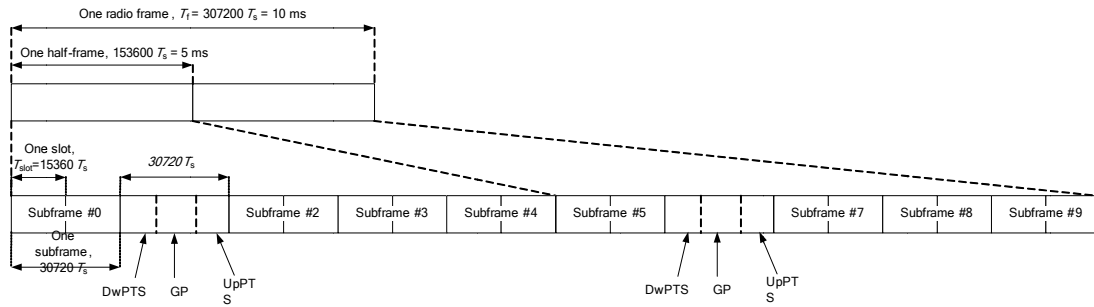 One radio frame , Tf = 307200 Ts = 10 ms
One half-frame, 153600 Ts = 5 ms
One slot,
Tslot=15360 Ts
30720Ts
Subframe #0
Subframe #2
Subframe #3
Subframe #4
Subframe #5
Subframe #7
Subframe #8
Subframe #9
One
subframe ,
30720 Ts
DwPTS
GP
UpPT
S
DwPTS
GP
UpPT
S